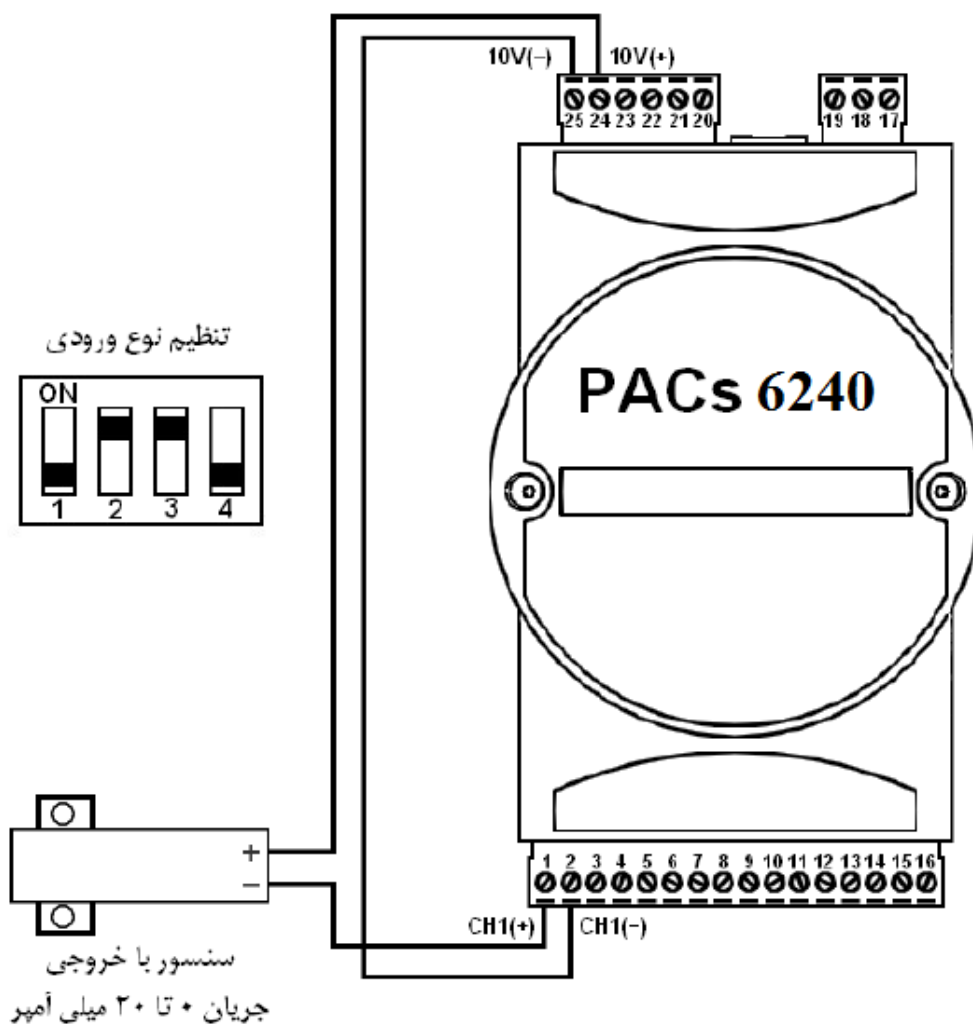 10V(−) 10V(+)
25 24 23 22 21 20
19 18 17
تنظیم نوع ورودی
ON
1 2 3 4
PACs 6240
+
−
1 2 3 4 5 6 7 8 9 10 11 12 13 14 15 16
CH1(+) CH1(−)
سنسور با خروجی
جریان ۰ تا ۲۰ میلی آمپر